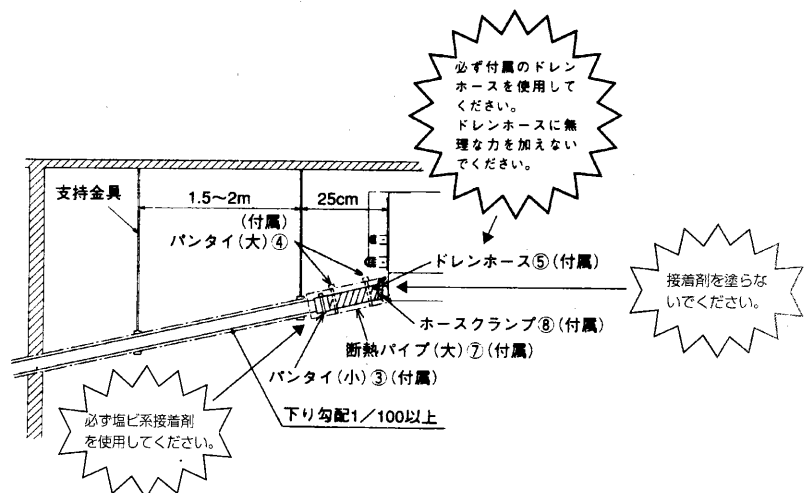 必ず付属のドレン
ホースを使用して
ください。
ドレンホースに無
理な力を加えない
でください。
支持金具
1.5～2m
25cm
(付属)
バンタイ(大)④
ドレンホース⑤(付属)
接着剤を塗らな
いでください。
ホースクランプ⑧(付属)
断熱パイプ(大)⑦(付属)
バンタイ(小)③(付属)
必ず塩ビ系接着剤
を使用してください。
下り勾配1/100以上